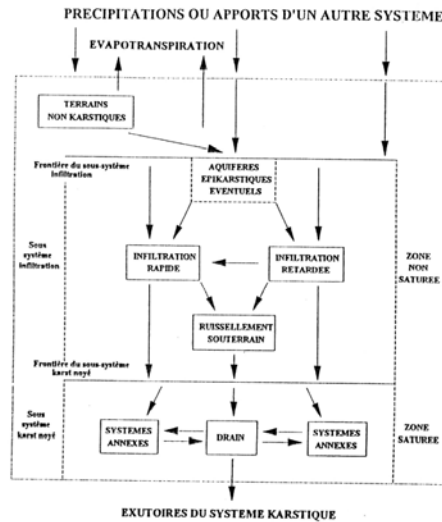 PRECIPITATIONS OU APPORTS D'UN AUTRE SYSTEME
EVAPOTRANSPIRATION
TERRAINS
NON KARSTIQUES
Frontière du sous-système
infiltration
AQUIFERES
EPIKARSTIQUES
EVENTUELS
Sous
système
infiltration
INFILTRATION
RAPIDE
INFILTRATION
RETARDEE
ZONE
NON
SATUREE
RUISSELLEMENT
SOUTERRAIN
Frontière du sous-système
karst noyé
Sous
système
karst noyé
SYSTEMES
ANNEXES
DRAIN
SYSTEMES
ANNEXES
ZONE
SATUREE
EXUTOIRES DU SYSTEME KARSTIQUE